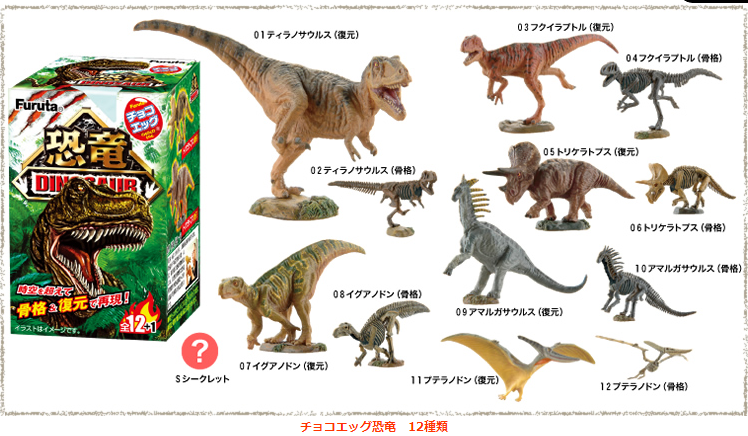 Furuta
チョコエッグ
恐竜
DINOSAUR
時空を超えて
骨格&復元で再現！
全12+1
イラストはイメージです。
01ティラノサウルス（復元）
02ティラノサウルス（骨格）
03フクイラプトル（復元）
04フクイラプトル（骨格）
05トリケラトプス（復元）
06トリケラトプス（骨格）
07イグアノドン（復元）
08イグアノドン（骨格）
09アマルガサウルス（復元）
10アマルガサウルス（骨格）
11プテラノドン（復元）
12プテラノドン（骨格）
?
Sシークレット
チョコエッグ恐竜　12種類